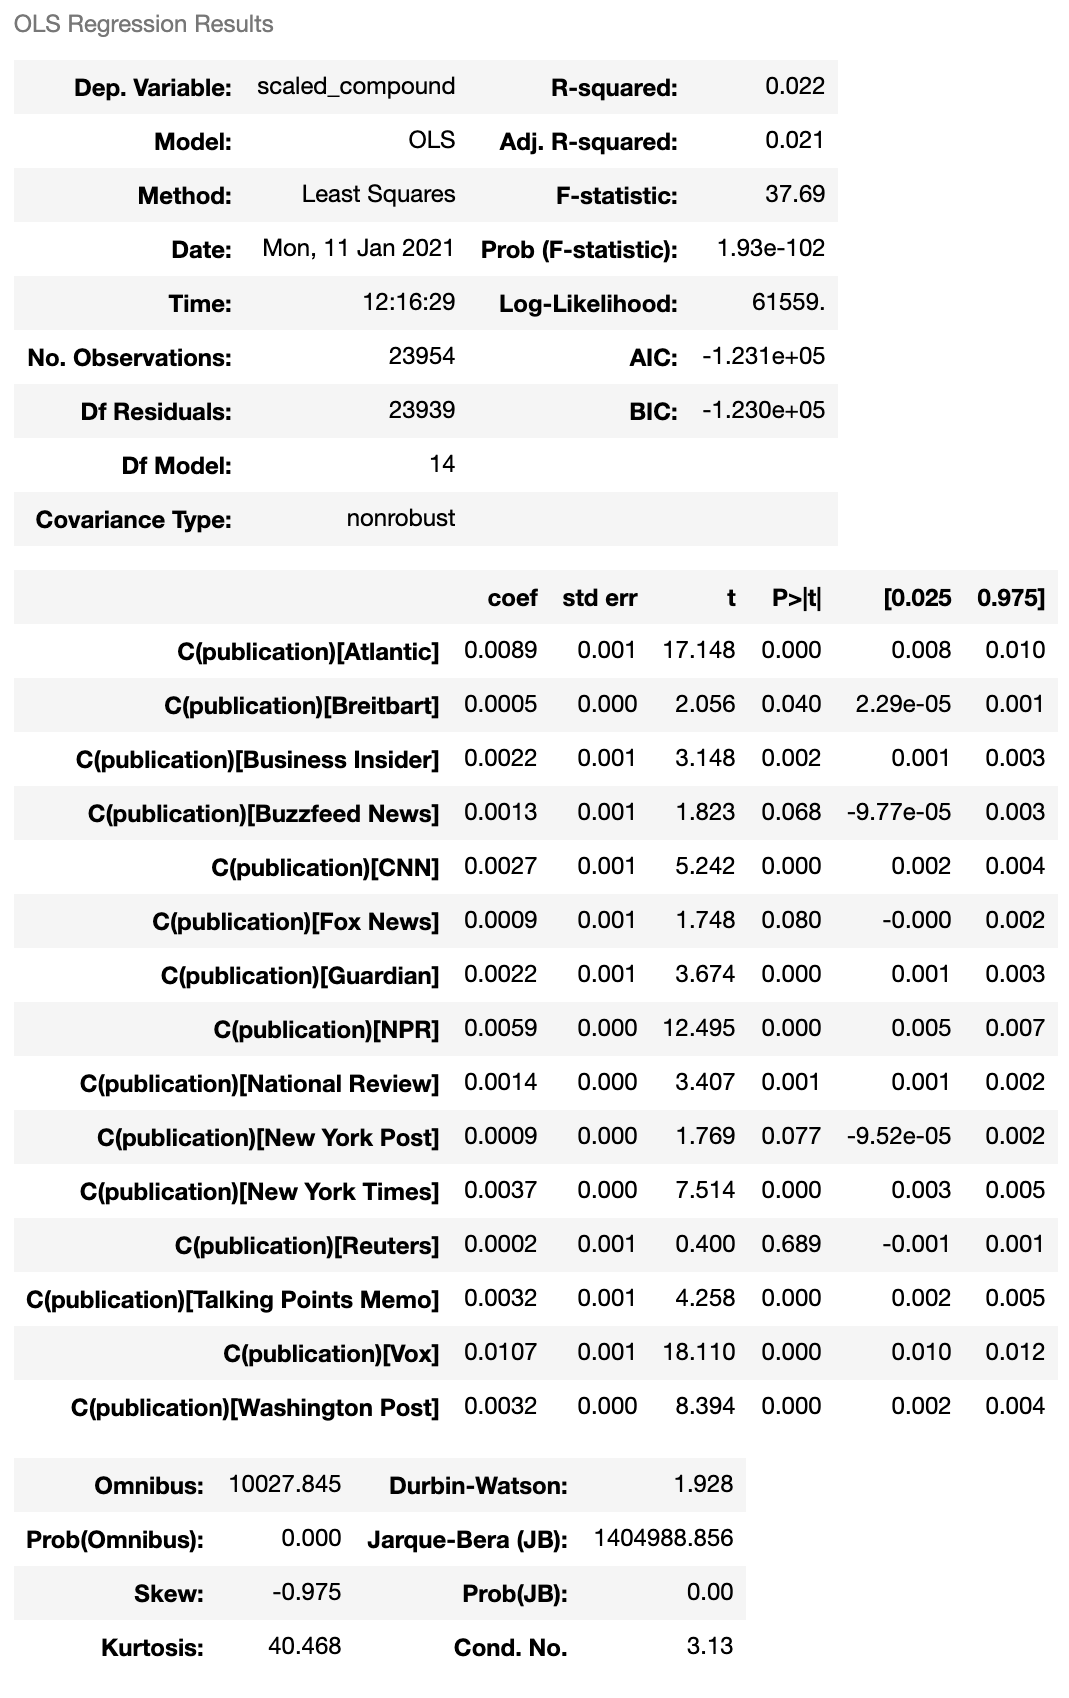 OLS Regression Results
Dep. Variable: scaled_compound R-squared: 0.022
Model: OLS Adj. R-squared: 0.021
Method: Least Squares F-statistic: 37.69
Date: Mon, 11 Jan 2021 Prob (F-statistic): 1.93e-102
Time: 12:16:29 Log-Likelihood: 61559.
No. Observations: 23954 AIC: -1.231e+05
Df Residuals: 23939 BIC: -1.230e+05
Df Model: 14
Covariance Type: nonrobust
coef std err t P>|t| [0.025 0.975]
C(publication)[Atlantic] 0.0089 0.001 17.148 0.000 0.008 0.010
C(publication)[Breitbart] 0.0005 0.000 2.056 0.040 2.29e-05 0.001
C(publication)[Business Insider] 0.0022 0.001 3.148 0.002 0.001 0.003
C(publication)[Buzzfeed News] 0.0013 0.001 1.823 0.068 -9.77e-05 0.003
C(publication)[CNN] 0.0027 0.001 5.242 0.000 0.002 0.004
C(publication)[Fox News] 0.0009 0.001 1.748 0.080 -0.000 0.002
C(publication)[Guardian] 0.0022 0.001 3.674 0.000 0.001 0.003
C(publication)[NPR] 0.0059 0.000 12.495 0.000 0.005 0.007
C(publication)[National Review] 0.0014 0.000 3.407 0.001 0.001 0.002
C(publication)[New York Post] 0.0009 0.000 1.769 0.077 -9.52e-05 0.002
C(publication)[New York Times] 0.0037 0.000 7.514 0.000 0.003 0.005
C(publication)[Reuters] 0.0002 0.001 0.400 0.689 -0.001 0.001
C(publication)[Talking Points Memo] 0.0032 0.001 4.258 0.000 0.002 0.005
C(publication)[Vox] 0.0107 0.001 18.110 0.000 0.010 0.012
C(publication)[Washington Post] 0.0032 0.000 8.394 0.000 0.002 0.004
Omnibus: 10027.845 Durbin-Watson: 1.928
Prob(Omnibus): 0.000 Jarque-Bera (JB): 1404988.856
Skew: -0.975 Prob(JB): 0.00
Kurtosis: 40.468 Cond. No. 3.13